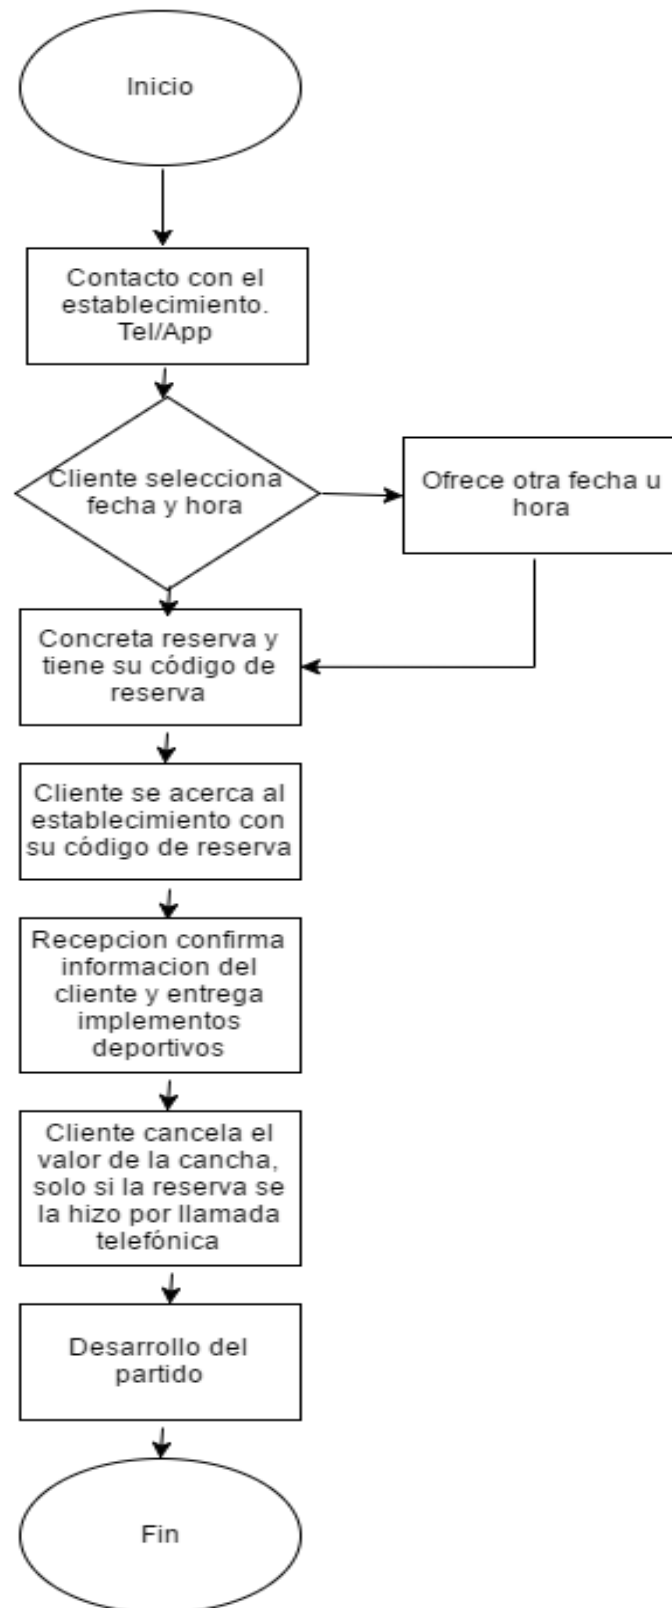 Inicio
Contacto con el
establecimiento.
Tel/App
Cliente selecciona
fecha y hora
Ofrece otra fecha u
hora
Concreta reserva y
tiene su código de
reserva
Cliente se acerca al
establecimiento con
su código de reserva
Recepcion confirma
informacion del
cliente y entrega
implementos
deportivos
Cliente cancela el
valor de la cancha,
solo si la reserva se
la hizo por llamada
telefónica
Desarrollo del
partido
Fin